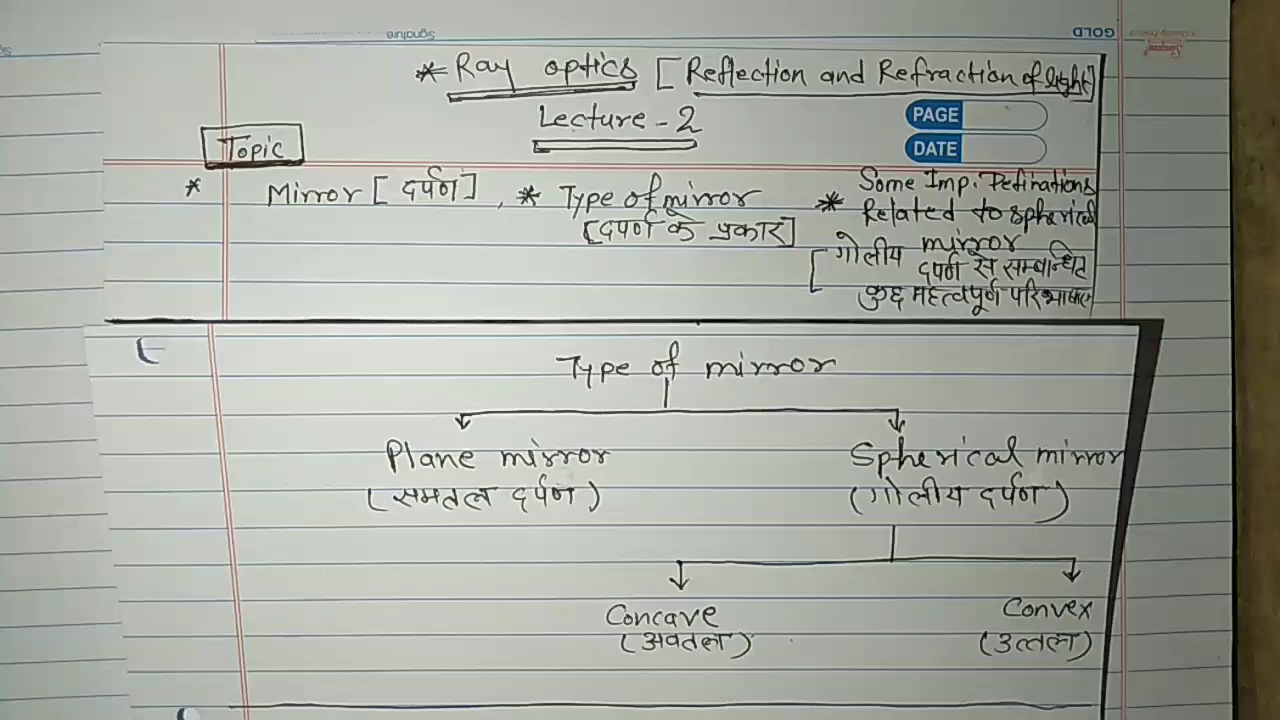 Signature
GOLD
* Ray optics [Reflection and Refraction of light]
Lecture - 2
PAGE
DATE
Topic
* Mirror [दर्पण], * Type of mirror
[दर्पण के प्रकार]
* Some Imp. Definations
Related to spherical
mirror
[गोलीय दर्पण से सम्बन्धित
कुछ महत्वपूर्ण परिभाषाएं
Type of mirror
Plane mirror
(समतल दर्पण)
Spherical mirror
(गोलीय दर्पण)
Concave
(अवतल)
Convex
(उत्तल)